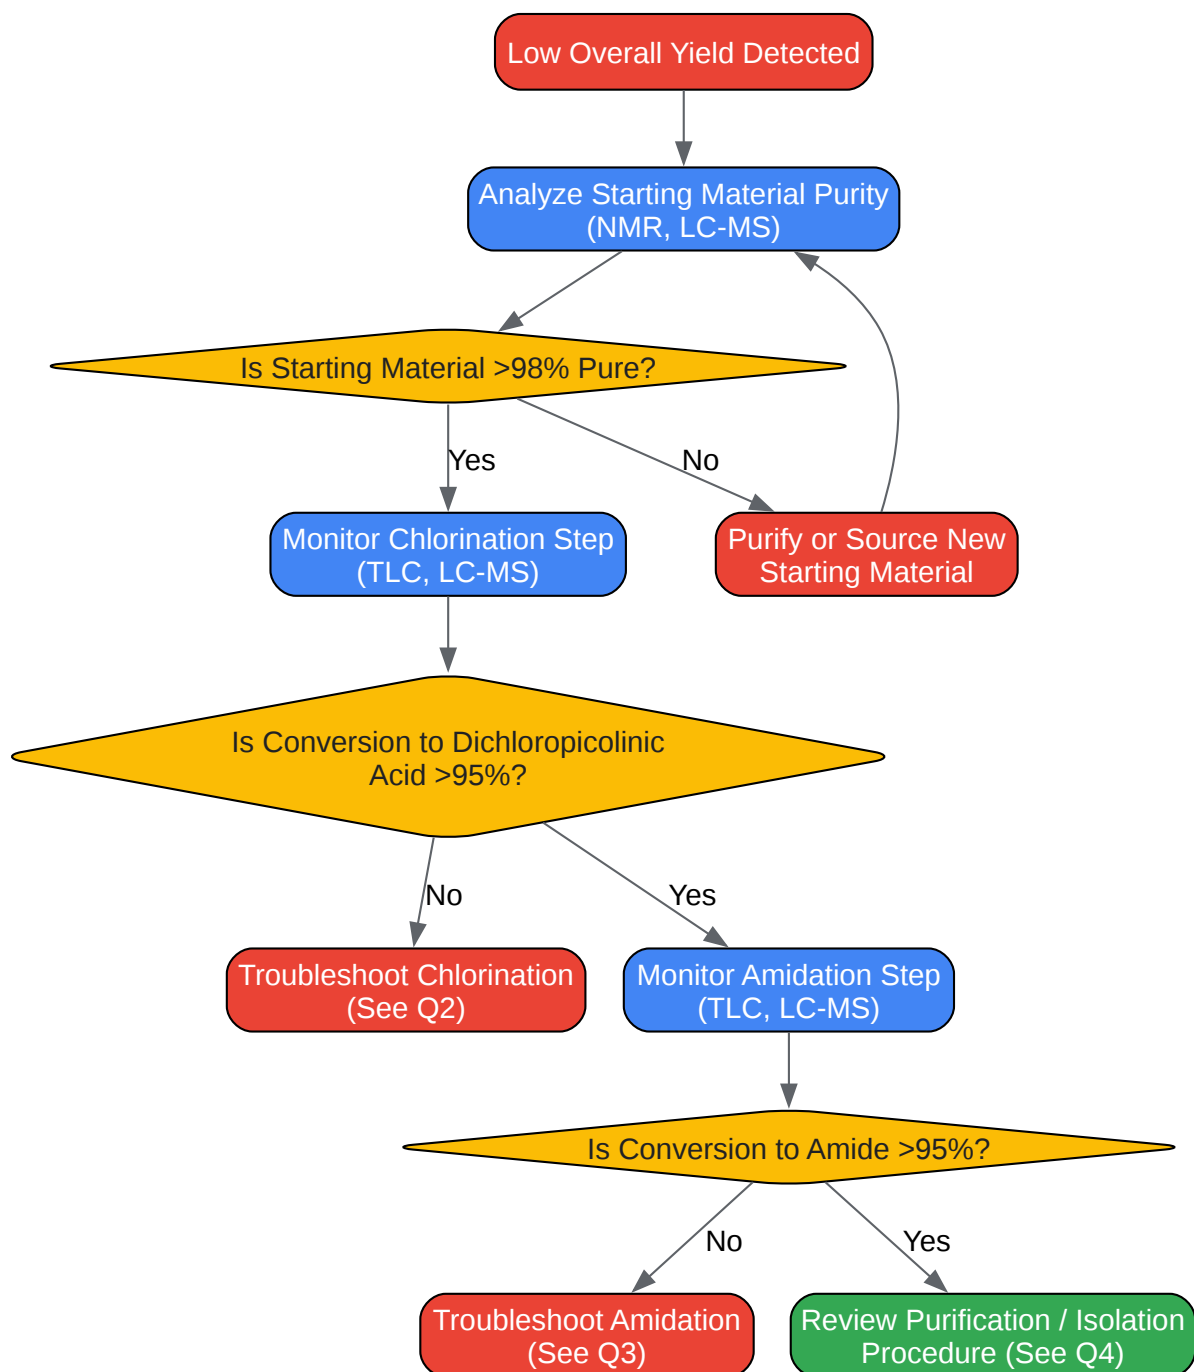 Low Overall Yield Detected
Analyze Starting Material Purity
(NMR, LC-MS)
Is Starting Material >98% Pure?
Yes
No
Monitor Chlorination Step
(TLC, LC-MS)
Purify or Source New
Starting Material
Is Conversion to Dichloropicolinic
Acid >95%?
No
Yes
Troubleshoot Chlorination
(See Q2)
Monitor Amidation Step
(TLC, LC-MS)
Is Conversion to Amide >95%?
No
Yes
Troubleshoot Amidation
(See Q3)
Review Purification / Isolation
Procedure (See Q4)